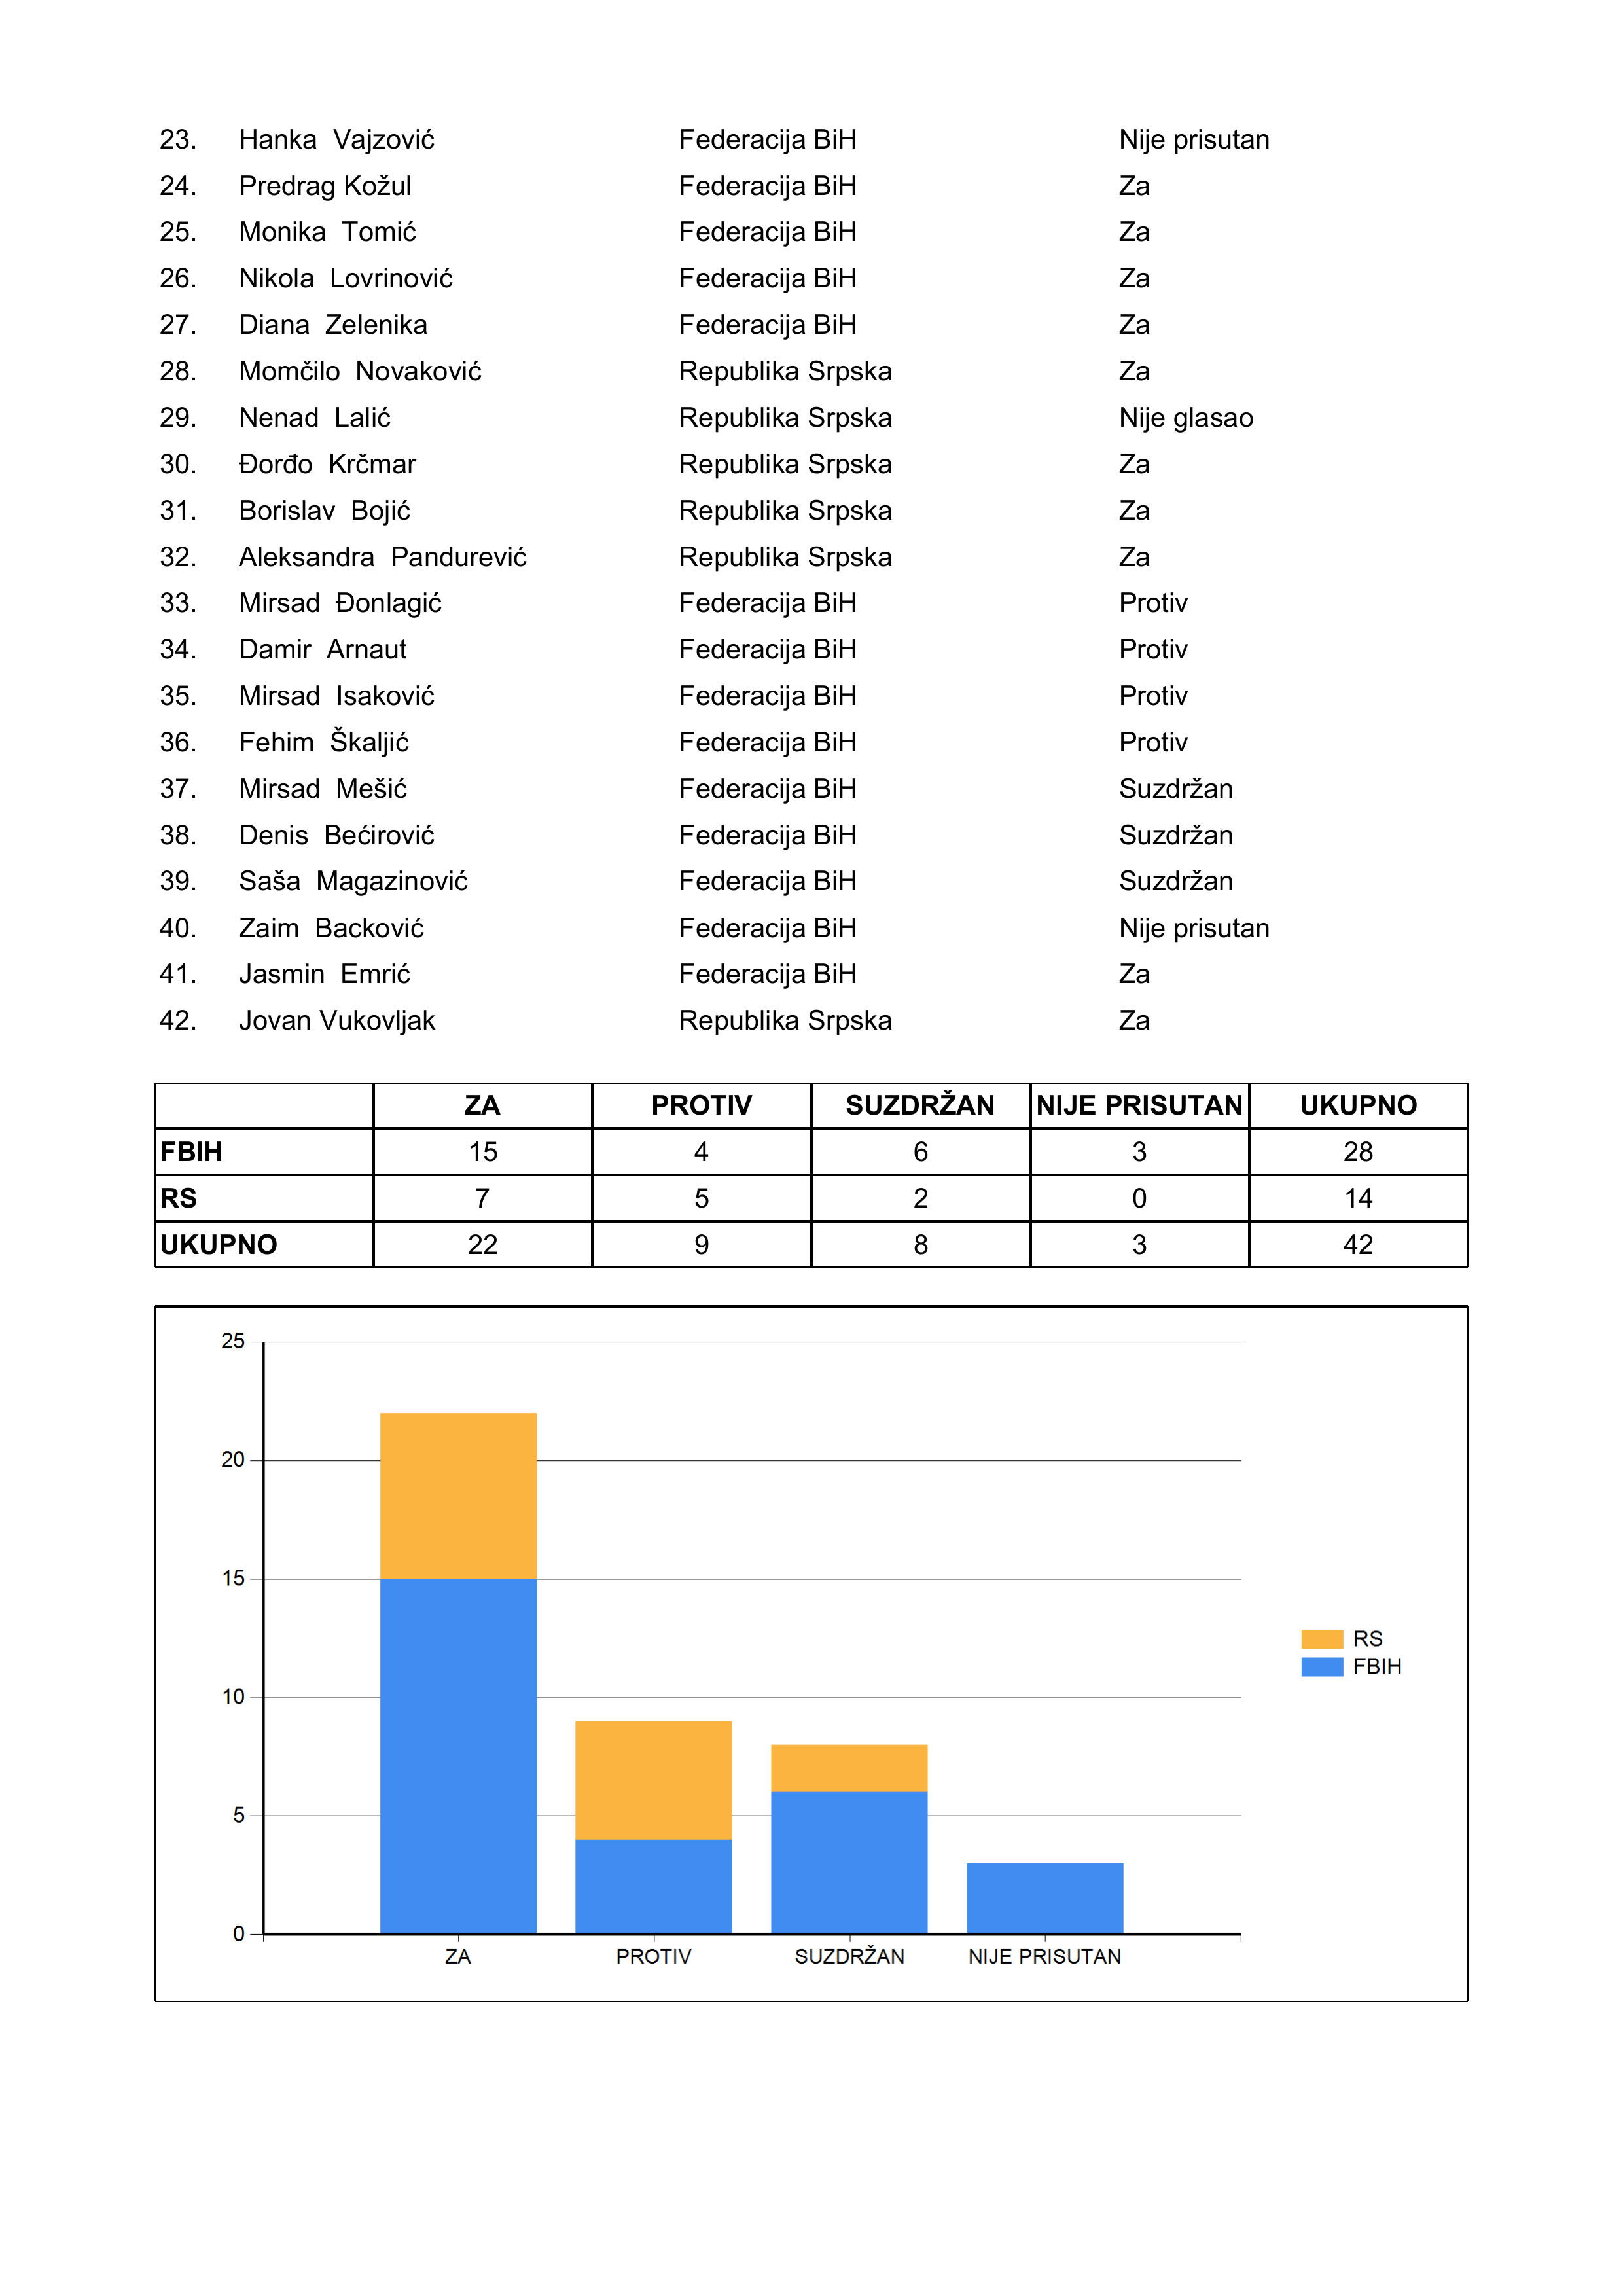 23. Hanka Vajzović Federacija BiH Nije prisutan
24. Predrag Kožul Federacija BiH Za
25. Monika Tomić Federacija BiH Za
26. Nikola Lovrinović Federacija BiH Za
27. Diana Zelenika Federacija BiH Za
28. Momčilo Novaković Republika Srpska Za
29. Nenad Lalić Republika Srpska Nije glasao
30. Đorđo Krčmar Republika Srpska Za
31. Borislav Bojić Republika Srpska Za
32. Aleksandra Pandurević Republika Srpska Za
33. Mirsad Đonlagić Federacija BiH Protiv
34. Damir Arnaut Federacija BiH Protiv
35. Mirsad Isaković Federacija BiH Protiv
36. Fehim Škaljić Federacija BiH Protiv
37. Mirsad Mešić Federacija BiH Suzdržan
38. Denis Bećirović Federacija BiH Suzdržan
39. Saša Magazinović Federacija BiH Suzdržan
40. Zaim Backović Federacija BiH Nije prisutan
41. Jasmin Emrić Federacija BiH Za
42. Jovan Vukovljak Republika Srpska Za
ZA PROTIV SUZDRŽAN NIJE PRISUTAN UKUPNO
FBIH 15 4 6 3 28
RS 7 5 2 0 14
UKUPNO 22 9 8 3 42
25
20
15
10
5
0
ZA PROTIV SUZDRŽAN NIJE PRISUTAN
RS
FBIH